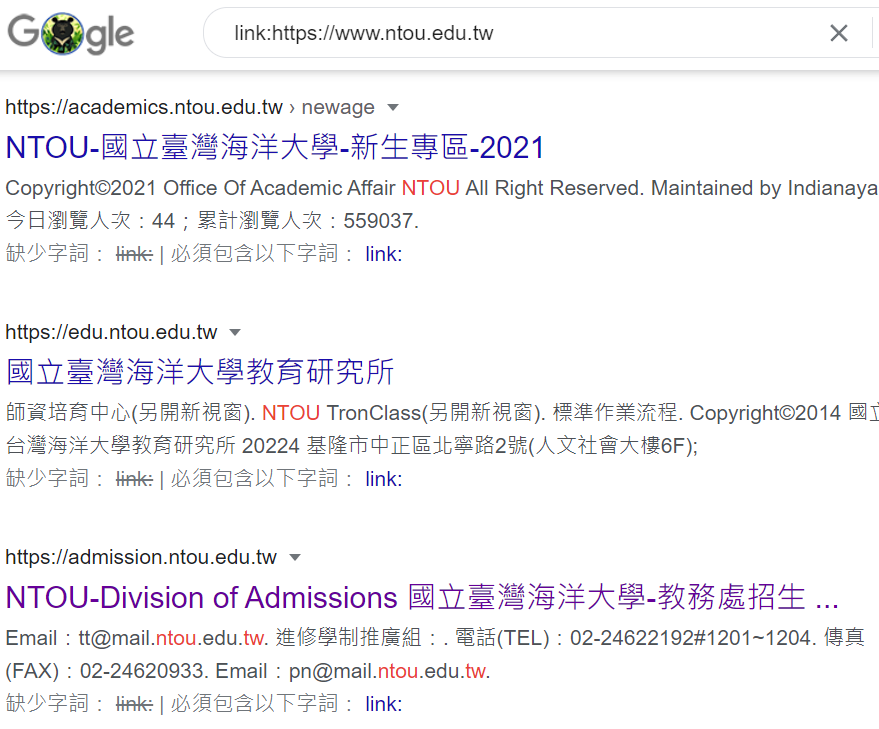 Google
link:https://www.ntou.edu.tw
https://academics.ntou.edu.tw › newage
NTOU-國立臺灣海洋大學-新生專區-2021
Copyright©2021 Office Of Academic Affair NTOU All Right Reserved. Maintained by Indianaya
今日瀏覽人次：44；累計瀏覽人次：559037.
缺少字詞： link: | 必須包含以下字詞： link:
https://edu.ntou.edu.tw
國立臺灣海洋大學教育研究所
師資培育中心(另開新視窗). NTOU TronClass(另開新視窗). 標準作業流程. Copyright©2014 國立
台灣海洋大學教育研究所 20224 基隆市中正區北寧路2號(人文社會大樓6F);
缺少字詞： link: | 必須包含以下字詞： link:
https://admission.ntou.edu.tw
NTOU-Division of Admissions 國立臺灣海洋大學-教務處招生 ...
Email：tt@mail.ntou.edu.tw. 進修學制推廣組：. 電話(TEL)：02-24622192#1201~1204. 傳真
(FAX)：02-24620933. Email：pn@mail.ntou.edu.tw.
缺少字詞： link: | 必須包含以下字詞： link: